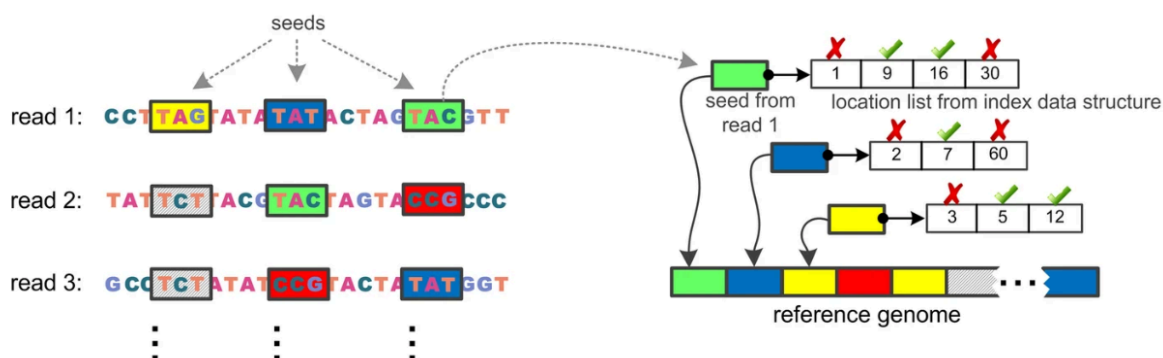 seeds
read 1: CCTTAGTATATATACTAGTACGTT
read 2: TATTCTTACGTACTAGTACCGCCC
read 3: GCCTCTATATCCGTACTATATGGT
1 9 16 30
seed from
read 1
location list from index data structure
2 7 60
3 5 12
reference genome